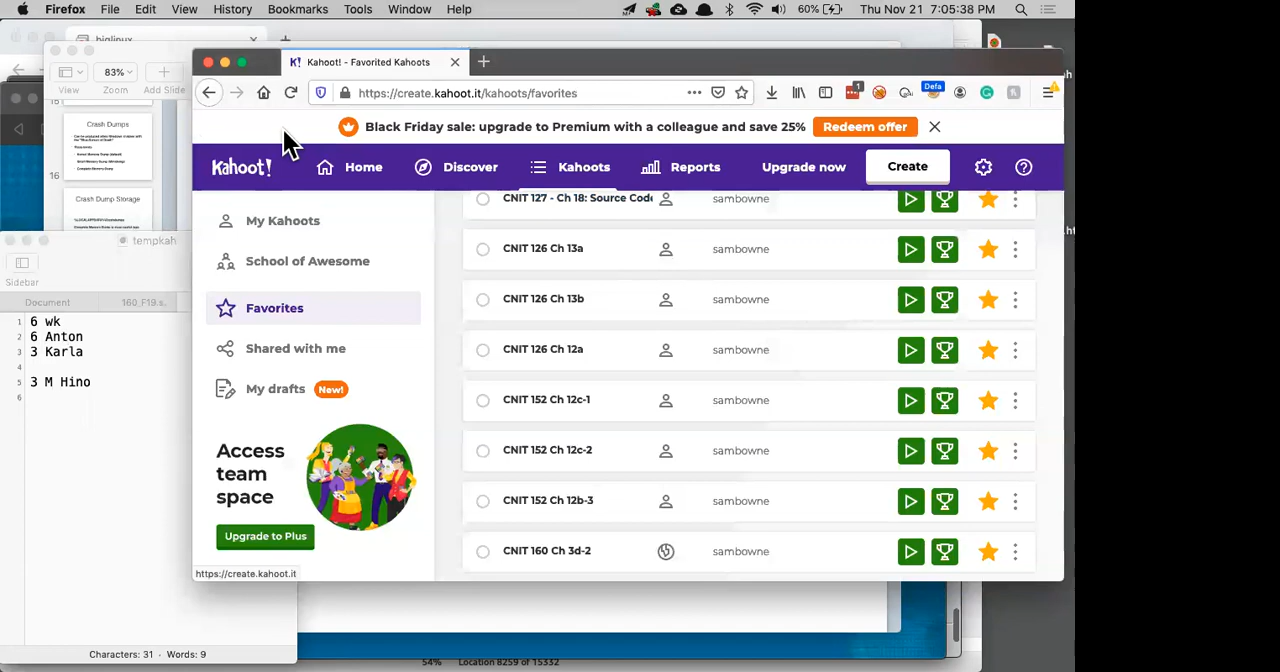 Firefox File Edit View History Bookmarks Tools Window Help 60% Thu Nov 21 7:05:38 PM
biglinux
83%
View Zoom Add Slide
Crash Dumps
16
Crash Dump Storage
Kahoot! - Favorited Kahoots
https://create.kahoot.it/kahoots/favorites
1
Defa
Black Friday sale: upgrade to Premium with a colleague and save 25% Redeem offer
Kahoot! Home Discover Kahoots Reports Upgrade now Create
My Kahoots
School of Awesome
Favorites
Shared with me
My drafts New!
Access
team
space
Upgrade to Plus
https://create.kahoot.it
CNIT 127 - Ch 18: Source Code sambowne
CNIT 126 Ch 13a sambowne
CNIT 126 Ch 13b sambowne
CNIT 126 Ch 12a sambowne
CNIT 152 Ch 12c-1 sambowne
CNIT 152 Ch 12c-2 sambowne
CNIT 152 Ch 12b-3 sambowne
CNIT 160 Ch 3d-2 sambowne
tempkah
Sidebar
Document 160_F19.s..
1 6 wk
2 6 Anton
3 3 Karla
4
5 3 M Hino
6
Characters: 31 · Words: 9
54% Location 8259 of 15332